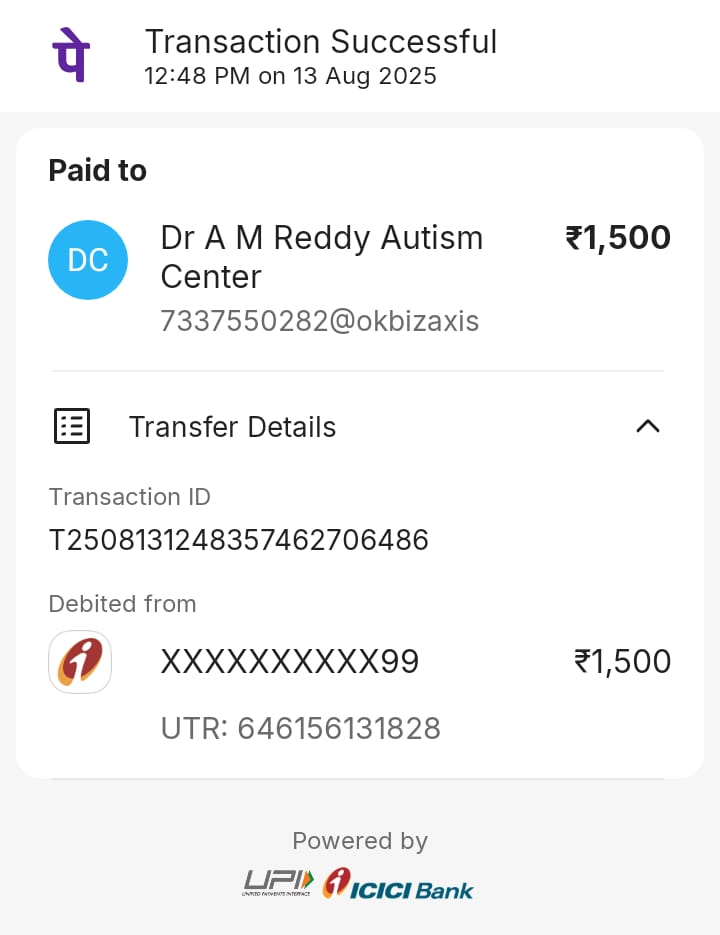 पे
Transaction Successful
12:48 PM on 13 Aug 2025
Paid to
DC
Dr A M Reddy Autism
Center
₹1,500
7337550282@okbizaxis
Transfer Details
Transaction ID
T2508131248357462706486
Debited from
XXXXXXXXXX99
₹1,500
UTR: 646156131828
Powered by
UPI
UNIFIED PAYMENTS INTERFACE
ICICI Bank